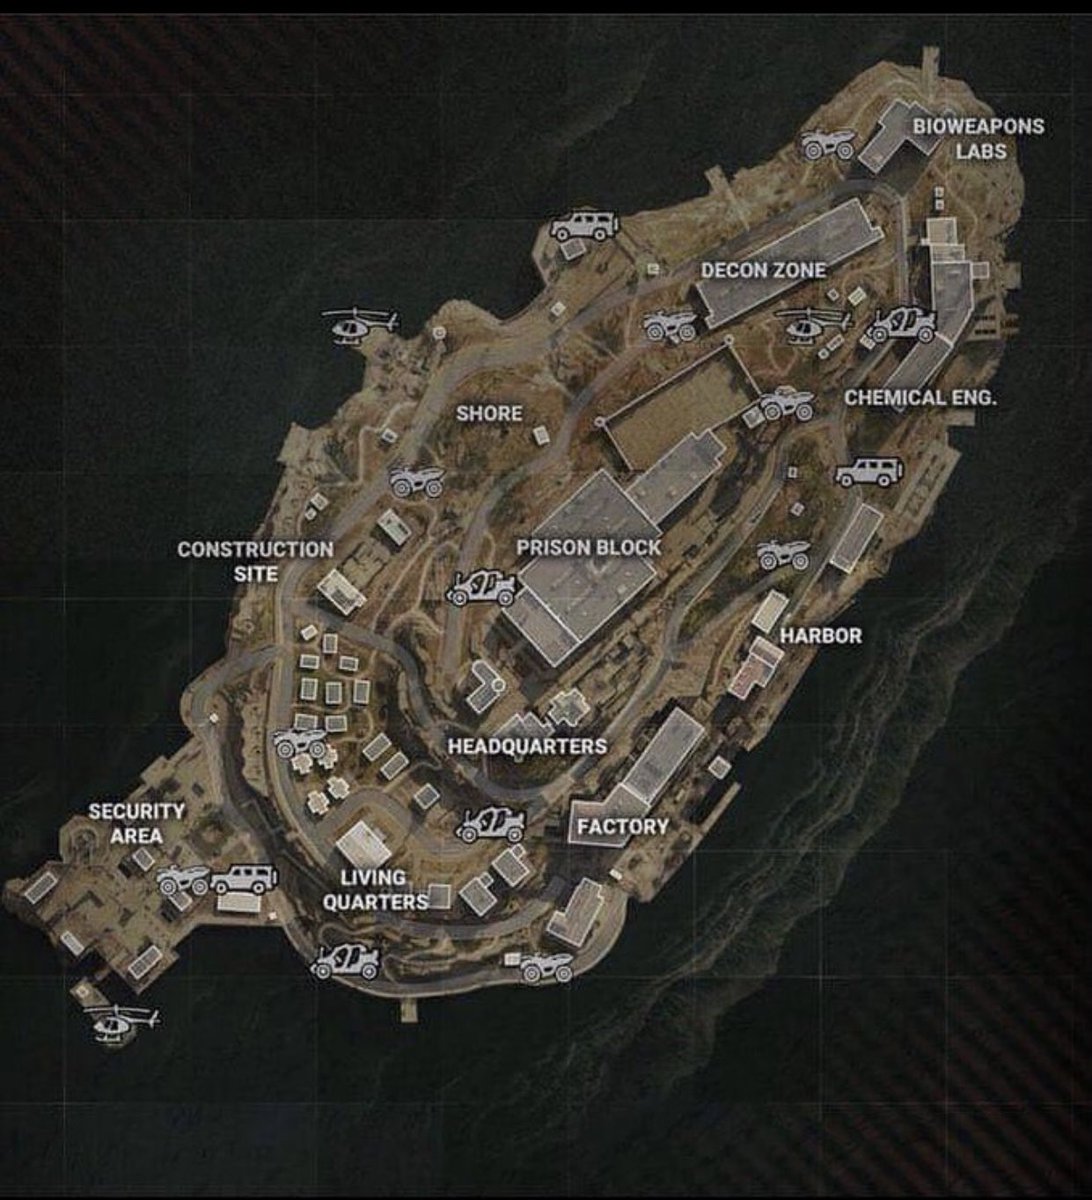 BIOWEAPONS
LABS
DECON ZONE
CHEMICAL ENG.
SHORE
CONSTRUCTION
SITE
PRISON BLOCK
HARBOR
HEADQUARTERS
SECURITY
AREA
FACTORY
LIVING
QUARTERS